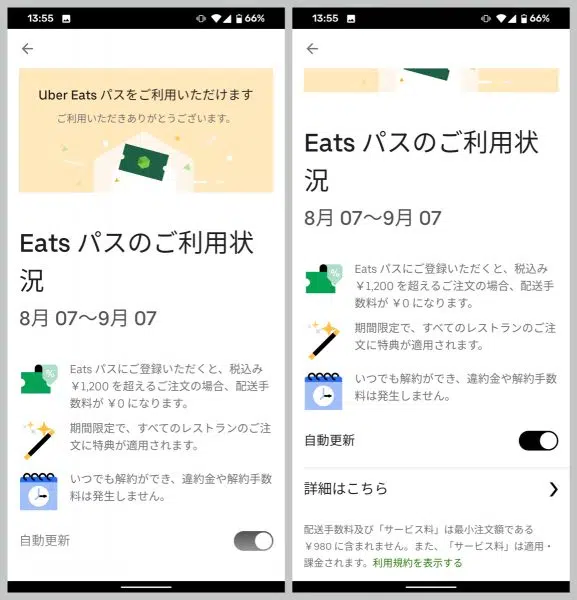 13:55
66%
Uber Eats パスをご利用いただけます
ご利用いただきありがとうございます。
Eats パスのご利用状
況
8月 07〜9月 07
Eats パスにご登録いただくと、税込み
￥1,200 を超えるご注文の場合、配送手
数料が ￥0 になります。
期間限定で、すべてのレストランのご注
文に特典が適用されます。
いつでも解約ができ、違約金や解約手数
料は発生しません。
自動更新
13:55
66%
Eats パスのご利用状
況
8月 07〜9月 07
Eats パスにご登録いただくと、税込み
￥1,200 を超えるご注文の場合、配送手
数料が ￥0 になります。
期間限定で、すべてのレストランのご注
文に特典が適用されます。
いつでも解約ができ、違約金や解約手数
料は発生しません。
自動更新
詳細はこちら
配送手数料及び「サービス料」は最小注文額である
￥980 に含まれません。また、「サービス料」は適用・
課金されます。利用規約を表示する